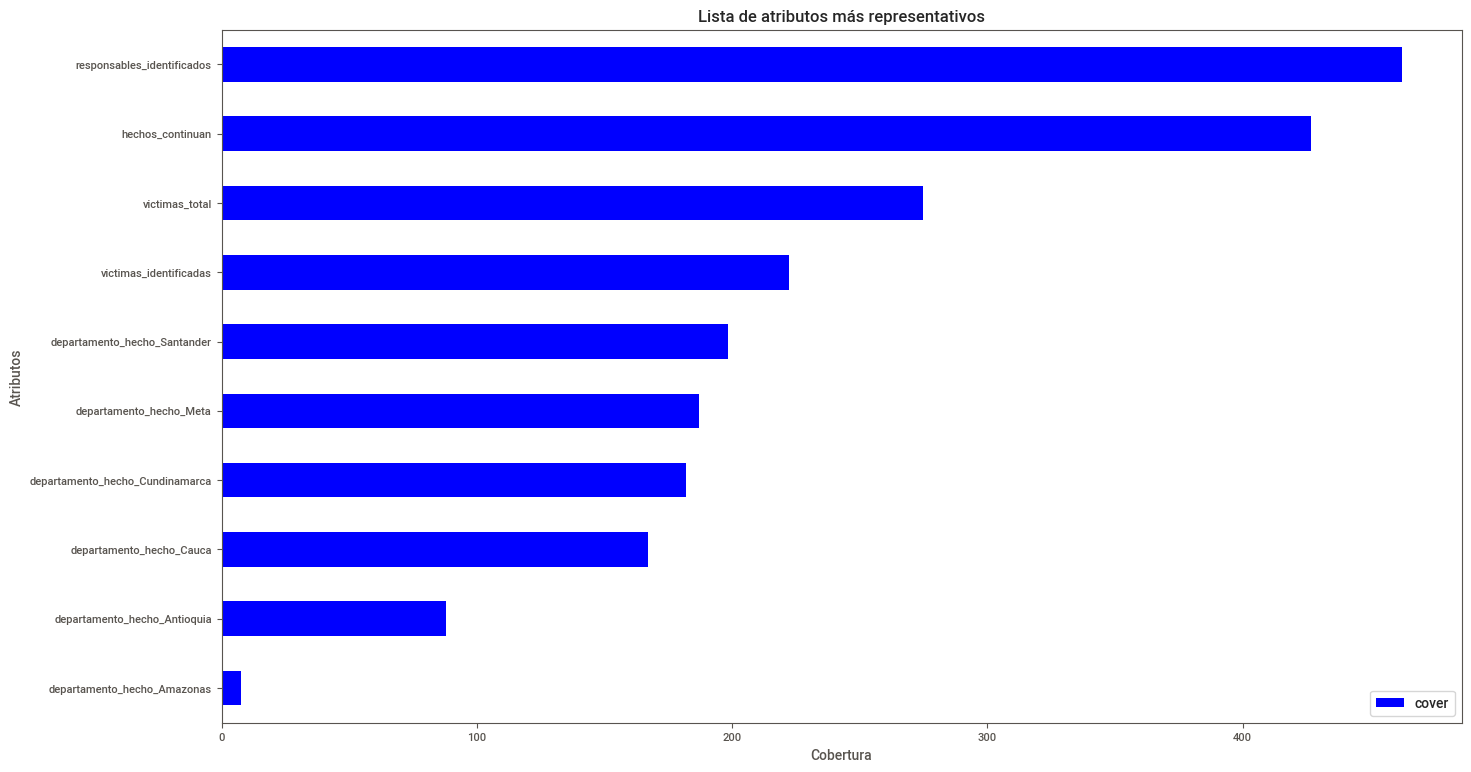 Lista de atributos más representativos
responsables_identificados
hechos_continuan
victimas_total
victimas_identificadas
departamento_hecho_Santander
departamento_hecho_Meta
departamento_hecho_Cundinamarca
departamento_hecho_Cauca
departamento_hecho_Antioquia
departamento_hecho_Amazonas
Atributos
cover
0 100 200 300 400
Cobertura